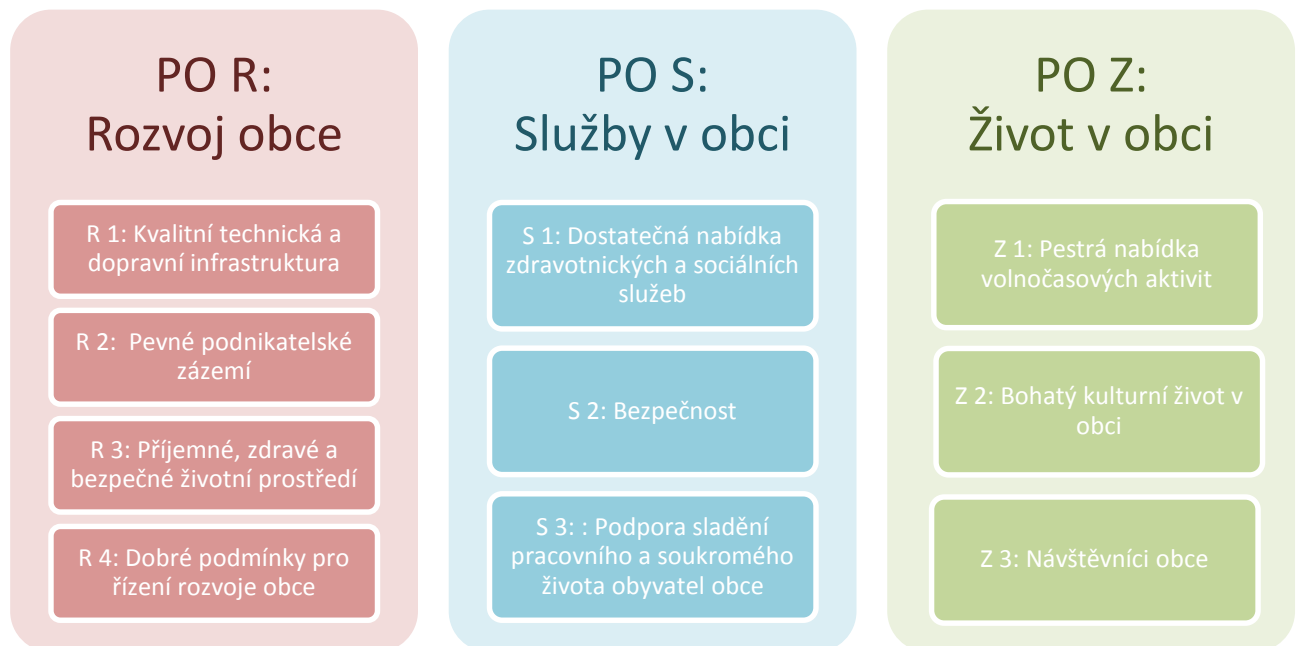 PO R:
Rozvoj obce
R 1: Kvalitní technická a
dopravní infrastruktura
R 2:  Pevné podnikatelské
zázemí
R 3: Příjemné, zdravé a
bezpečné životní prostředí
R 4: Dobré podmínky pro
řízení rozvoje obce
PO S:
Služby v obci
S 1: Dostatečná nabídka
zdravotnických a sociálních
služeb
S 2: Bezpečnost
S 3: : Podpora sladění
pracovního a soukromého
života obyvatel obce
PO Z:
Život v obci
Z 1: Pestrá nabídka
volnočasových aktivit
Z 2: Bohatý kulturní život v
obci
Z 3: Návštěvníci obce